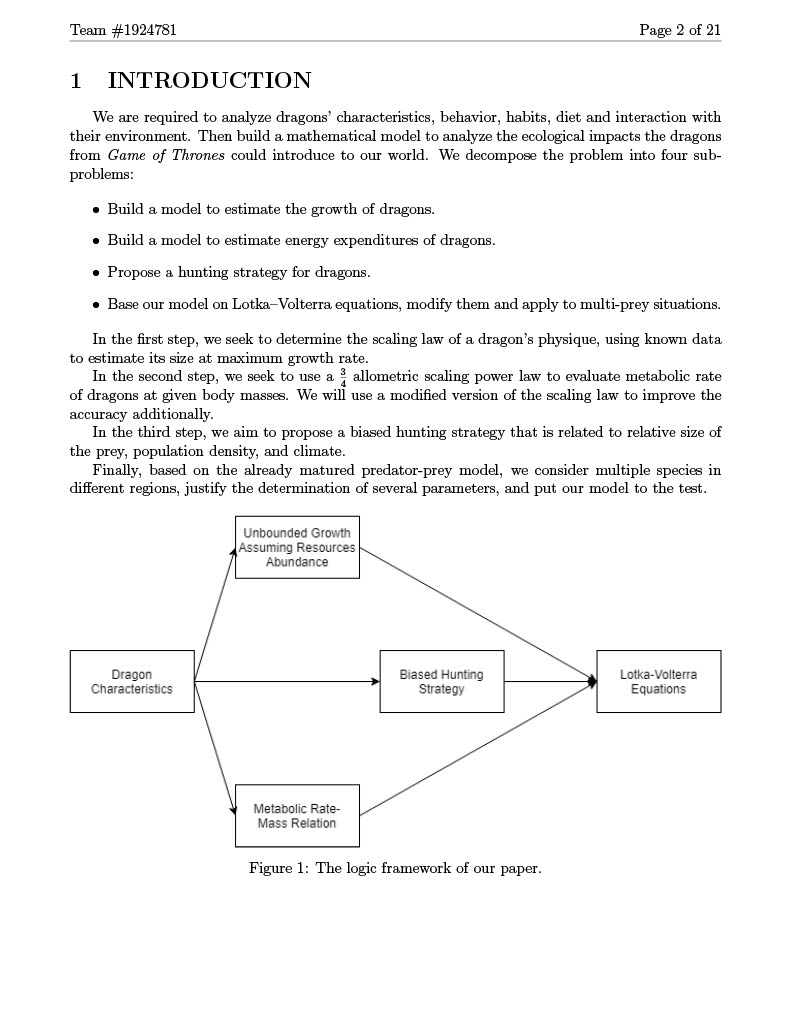 Team #1924781
Page 2 of 21
1 INTRODUCTION
We are required to analyze dragons' characteristics, behavior, habits, diet and interaction with
their environment. Then build a mathematical model to analyze the ecological impacts the dragons
from Game of Thrones could introduce to our world. We decompose the problem into four sub-
problems:
• Build a model to estimate the growth of dragons.
• Build a model to estimate energy expenditures of dragons.
• Propose a hunting strategy for dragons.
• Base our model on Lotka–Volterra equations, modify them and apply to multi-prey situations.
In the first step, we seek to determine the scaling law of a dragon's physique, using known data
to estimate its size at maximum growth rate.
In the second step, we seek to use a 3/4 allometric scaling power law to evaluate metabolic rate
of dragons at given body masses. We will use a modified version of the scaling law to improve the
accuracy additionally.
In the third step, we aim to propose a biased hunting strategy that is related to relative size of
the prey, population density, and climate.
Finally, based on the already matured predator-prey model, we consider multiple species in
different regions, justify the determination of several parameters, and put our model to the test.
Unbounded Growth
Assuming Resources
Abundance
Dragon
Characteristics
Biased Hunting
Strategy
Lotka-Volterra
Equations
Metabolic Rate-
Mass Relation
Figure 1: The logic framework of our paper.